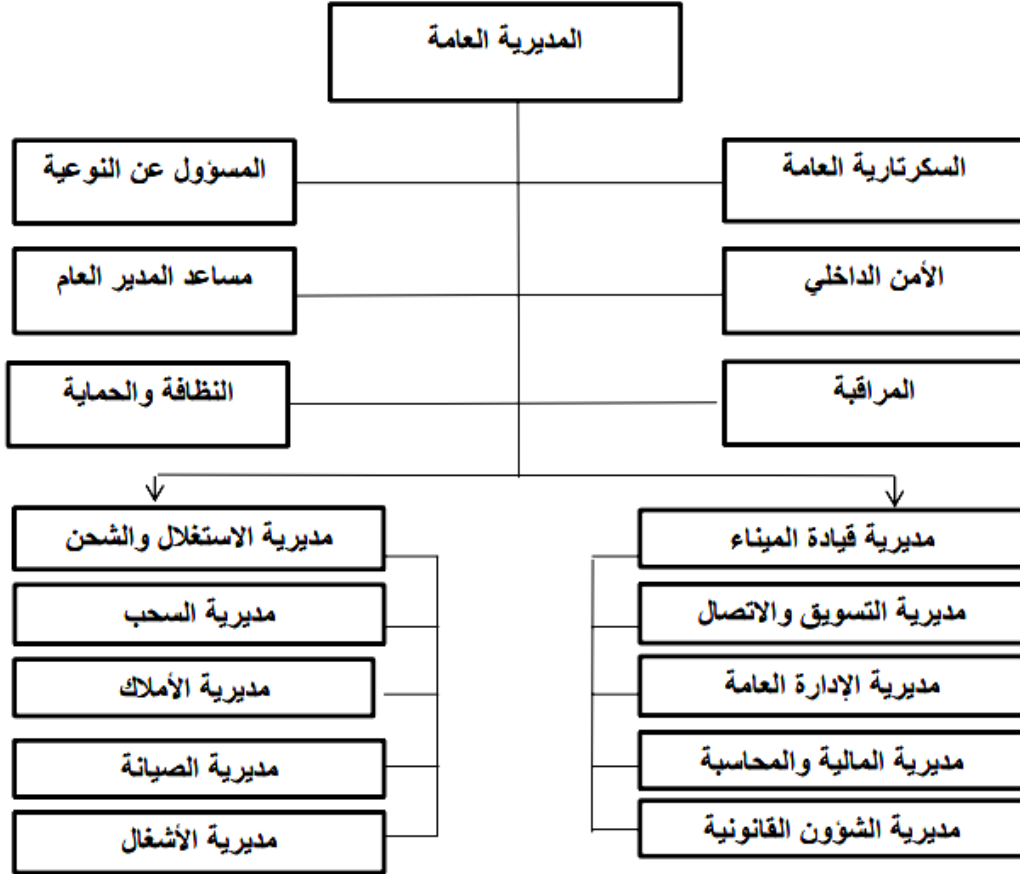 المديرية العامة
السكرتارية العامة
المسؤول عن النوعية
الأمن الداخلي
مساعد المدير العام
المراقبة
النظافة والحماية
مديرية قيادة الميناء
مديرية التسويق والاتصال
مديرية الإدارة العامة
مديرية المالية والمحاسبة
مديرية الشؤون القانونية
مديرية الاستغلال والشحن
مديرية السحب
مديرية الأملاك
مديرية الصيانة
مديرية الأشغال